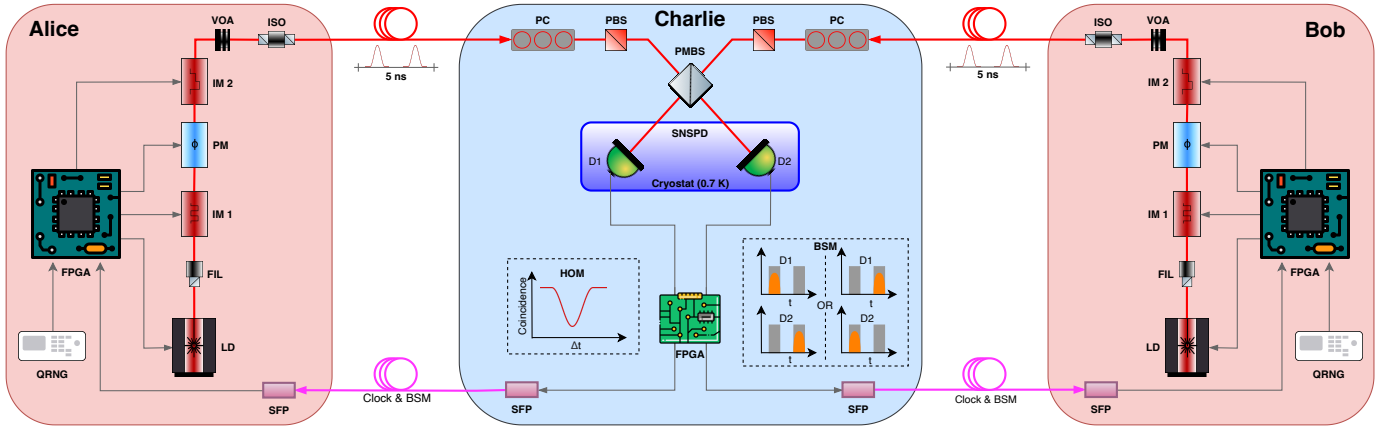 Alice
VOA
ISO
IM 2
PM
ϕ
IM 1
FIL
LD
FPGA
QRNG
SFP
5 ns
Clock & BSM
Charlie
PC
PBS
PMBS
PBS
PC
SNSPD
D1
D2
Cryostat (0.7 K)
HOM
Coincidence
Δt
FPGA
BSM
D1
t
D1
t
OR
D2
t
D2
t
SFP
SFP
5 ns
Clock & BSM
Bob
ISO
VOA
IM 2
PM
ϕ
IM 1
FIL
LD
FPGA
QRNG
SFP